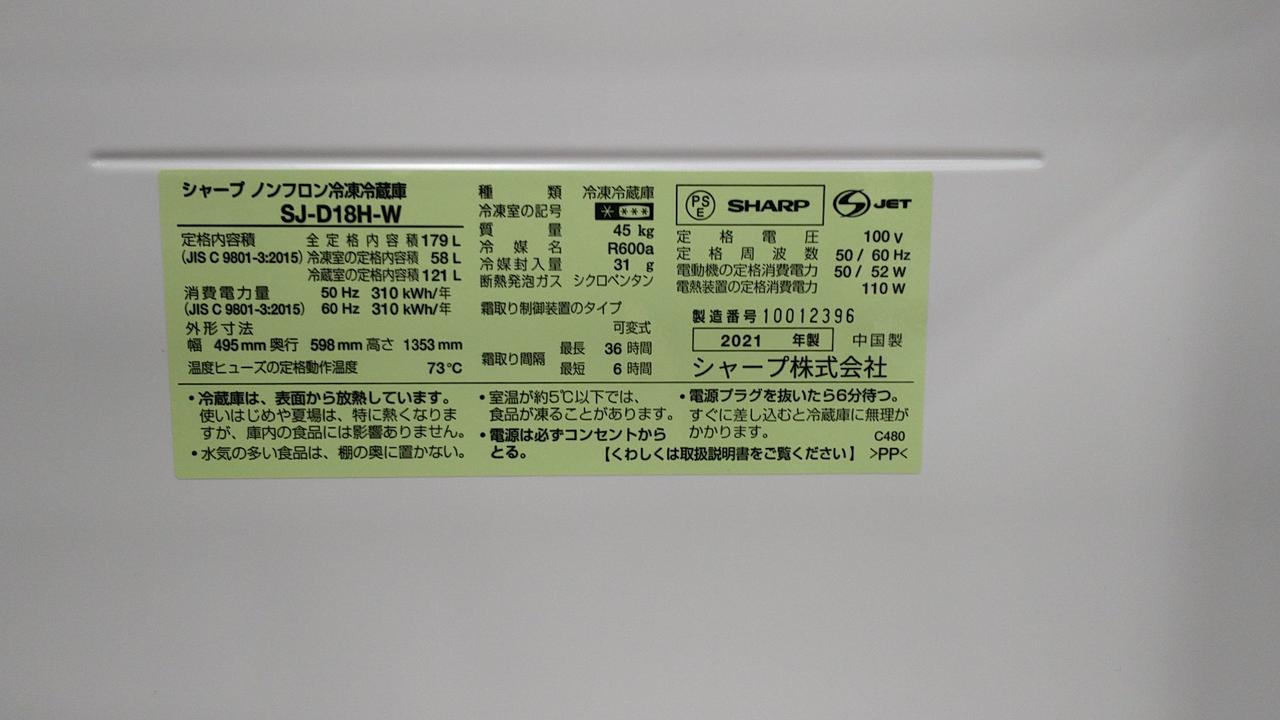 シャープ ノンフロン冷凍冷蔵庫
SJ-D18H-W
定格内容積 全定格内容積 179 L
(JIS C 9801-3:2015) 冷凍室の定格内容積 58 L
冷蔵室の定格内容積 121 L
消費電力量 50 Hz 310 kWh/年
(JIS C 9801-3:2015) 60 Hz 310 kWh/年
外形寸法
幅 495 mm 奥行 598 mm 高さ 1353 mm
温度ヒューズの定格動作温度 73℃
種類 冷凍冷蔵庫
冷凍室の記号 * ***
質量 45 kg
冷媒名 R600a
冷媒封入量 31 g
断熱発泡ガス シクロペンタン
霜取り制御装置のタイプ
可変式
霜取り間隔 最長 36 時間
最短 6 時間
PSE SHARP S JET
定格電圧 100 V
定格周波数 50 / 60 Hz
電動機の定格消費電力 50 / 52 W
電熱装置の定格消費電力 110 W
製造番号 10012396
2021 年製 中国製
シャープ株式会社
・冷蔵庫は、表面から放熱しています。
使いはじめや夏場は、特に熱くなりま
すが、庫内の食品には影響ありません。
・水気の多い食品は、棚の奥に置かない。
・室温が約5℃以下では、
食品が凍ることがあります。
・電源は必ずコンセントから
とる。
・電源プラグを抜いたら6分待つ。
すぐに差し込むと冷蔵庫に無理が
かかります。
C480
【くわしくは取扱説明書をご覧ください】 >PP<